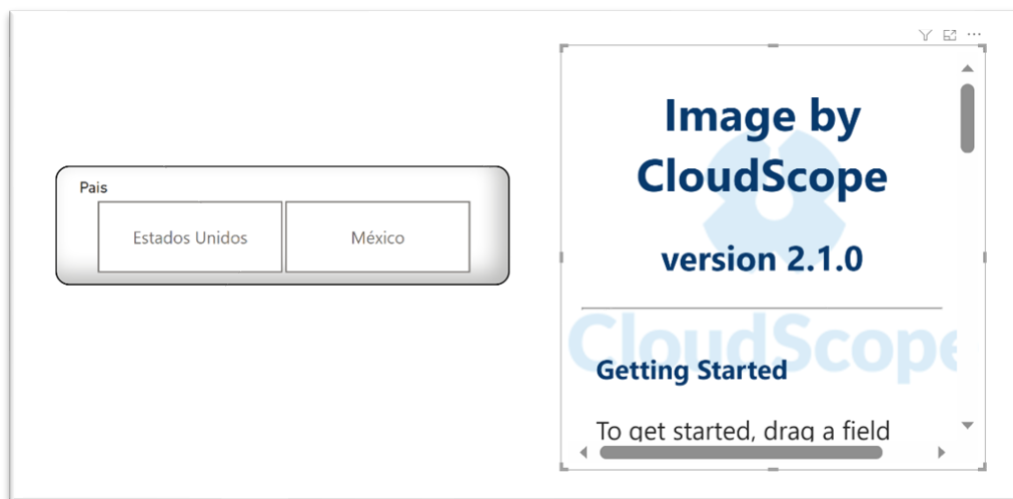 Pais
Estados Unidos
México
Image by
CloudScope
version 2.1.0
CloudScope
Getting Started
To get started, drag a field